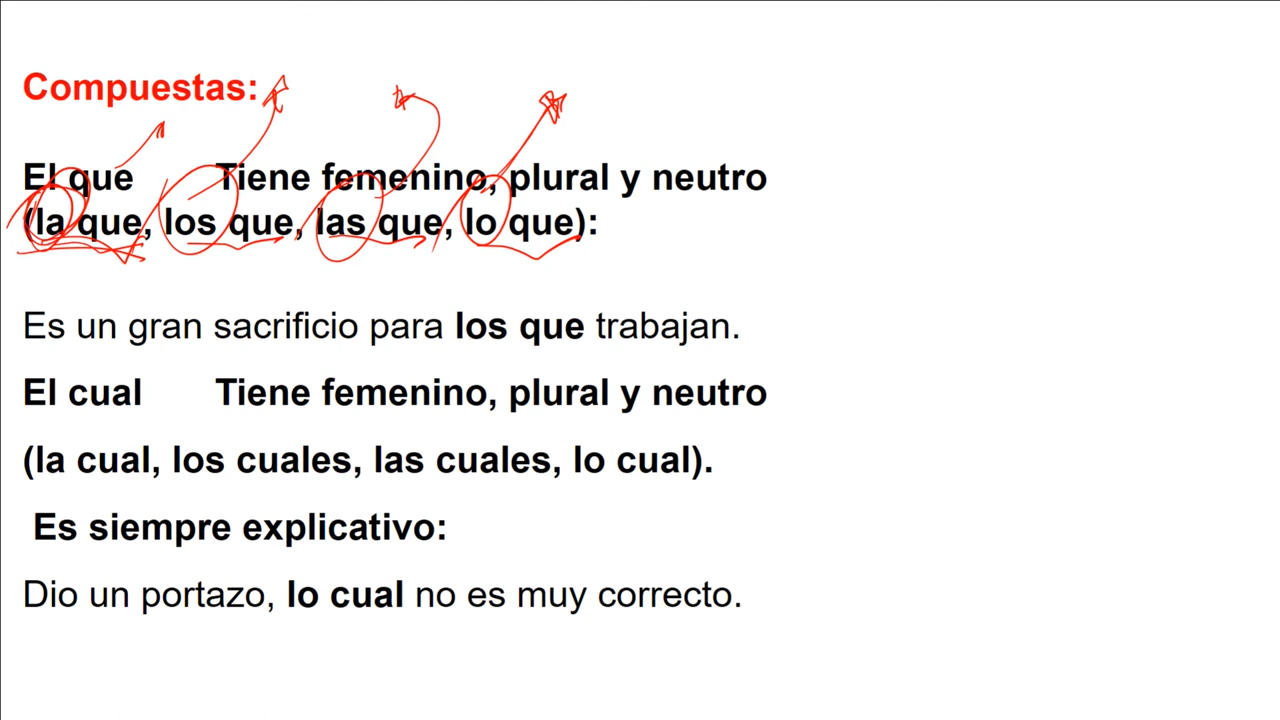 Compuestas:
El que Tiene femenino, plural y neutro
(la que, los que, las que, lo que):
Es un gran sacrificio para los que trabajan.
El cual Tiene femenino, plural y neutro
(la cual, los cuales, las cuales, lo cual).
Es siempre explicativo:
Dio un portazo, lo cual no es muy correcto.